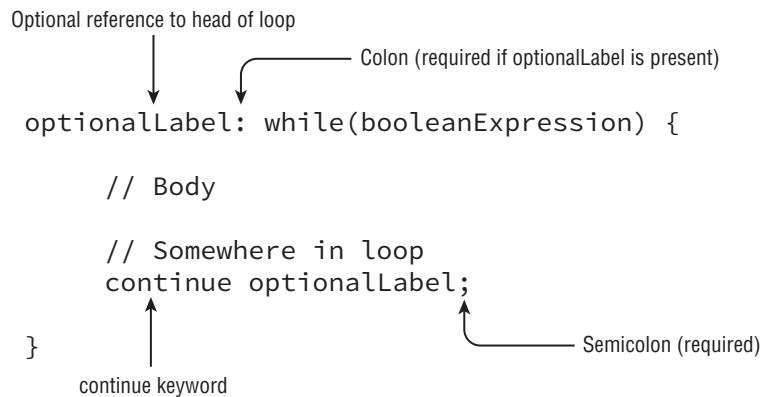 Optional reference to head of loop
Colon (required if optionalLabel is present)
optionalLabel: while(booleanExpression) {
// Body
// Somewhere in loop
continue optionalLabel;
}
Semicolon (required)
continue keyword